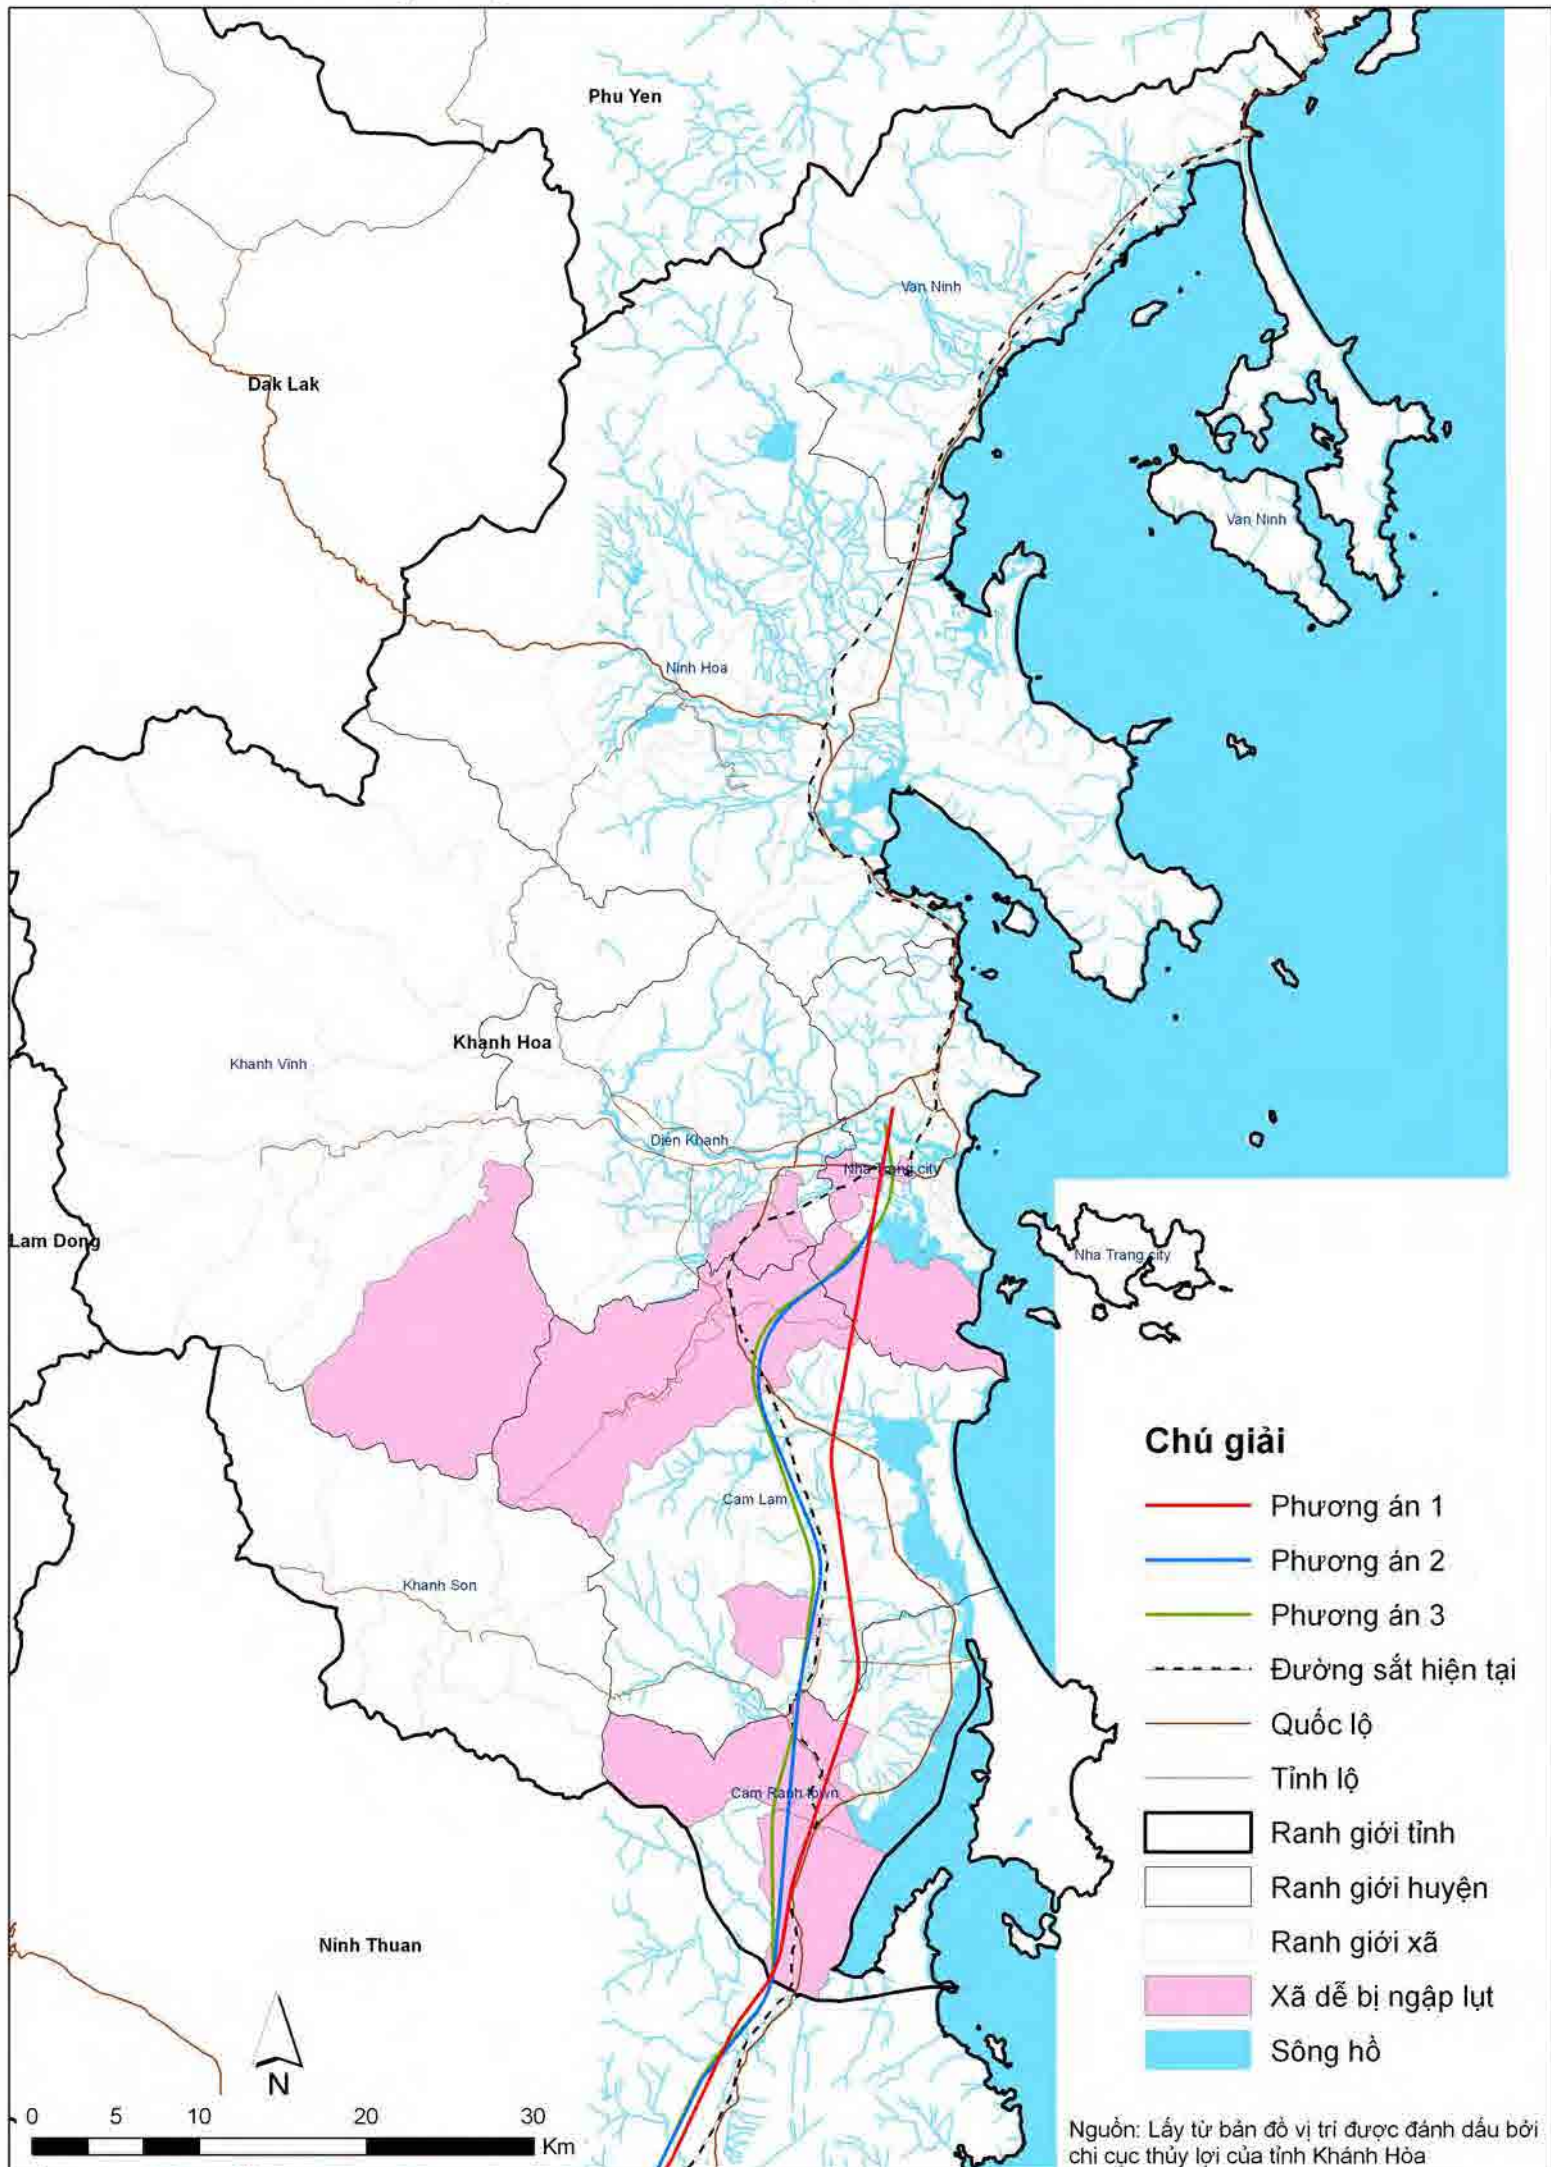 Phu Yen
Van Ninh
Dak Lak
Van Ninh
Ninh Hoa
Khanh Hoa
Khanh Vinh
Dien Khanh
Nha Trang city
Lam Dong
Nha Trang city
Chú giải
Cam Lam
Phương án 1
Phương án 2
Khanh Son
Phương án 3
Đường sắt hiện tại
Quốc lộ
Tỉnh lộ
Cam Ranh town
Ranh giới tỉnh
Ranh giới huyện
Ninh Thuan
Ranh giới xã
Xã dễ bị ngập lụt
Sông hồ
N
0 5 10 20 30
Km
Nguồn: Lấy từ bản đồ vị trí được đánh dấu bởi
chi cục thủy lợi của tỉnh Khánh Hòa